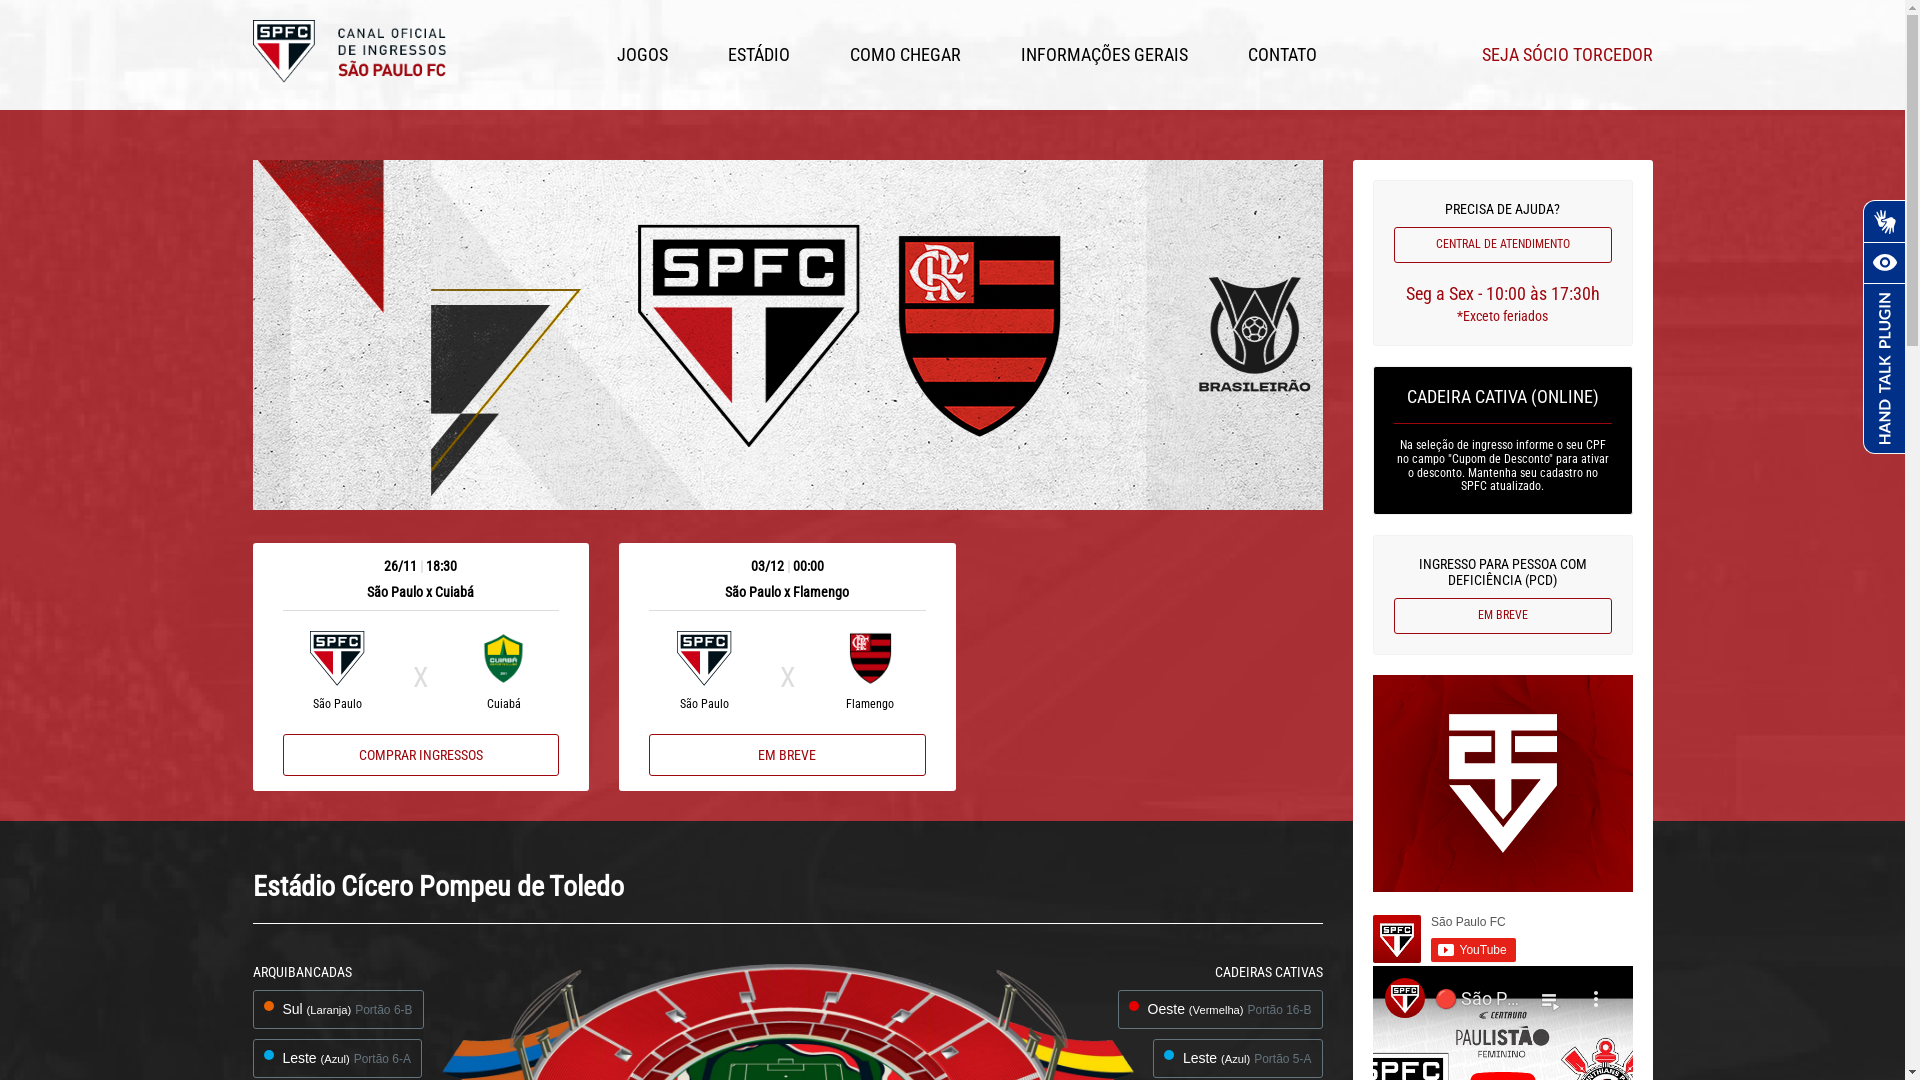 SPFC
CANAL OFICIAL
DE INGRESSOS
SÃO PAULO FC
JOGOS
ESTÁDIO
COMO CHEGAR
INFORMAÇÕES GERAIS
CONTATO
SEJA SÓCIO TORCEDOR
SPFC
BRASILEIRÃO
PRECISA DE AJUDA?
CENTRAL DE ATENDIMENTO
Seg a Sex - 10:00 às 17:30h
*Exceto feriados
CADEIRA CATIVA (ONLINE)
Na seleção de ingresso informe o seu CPF
no campo "Cupom de Desconto" para ativar
o desconto. Mantenha seu cadastro no
SPFC atualizado.
INGRESSO PARA PESSOA COM
DEFICIÊNCIA (PCD)
EM BREVE
HAND TALK PLUGIN
26/11 | 18:30
São Paulo x Cuiabá
SPFC
X
CUIABÁ
São Paulo
Cuiabá
COMPRAR INGRESSOS
03/12 | 00:00
São Paulo x Flamengo
SPFC
X
São Paulo
Flamengo
EM BREVE
Estádio Cícero Pompeu de Toledo
ARQUIBANCADAS
Sul (Laranja) Portão 6-B
Leste (Azul) Portão 6-A
CADEIRAS CATIVAS
Oeste (Vermelha) Portão 16-B
Leste (Azul) Portão 5-A
SPFC
São Paulo FC
YouTube
SPFC
São P...
CENTAURO
PAULISTÃO
FEMININO
SPFC